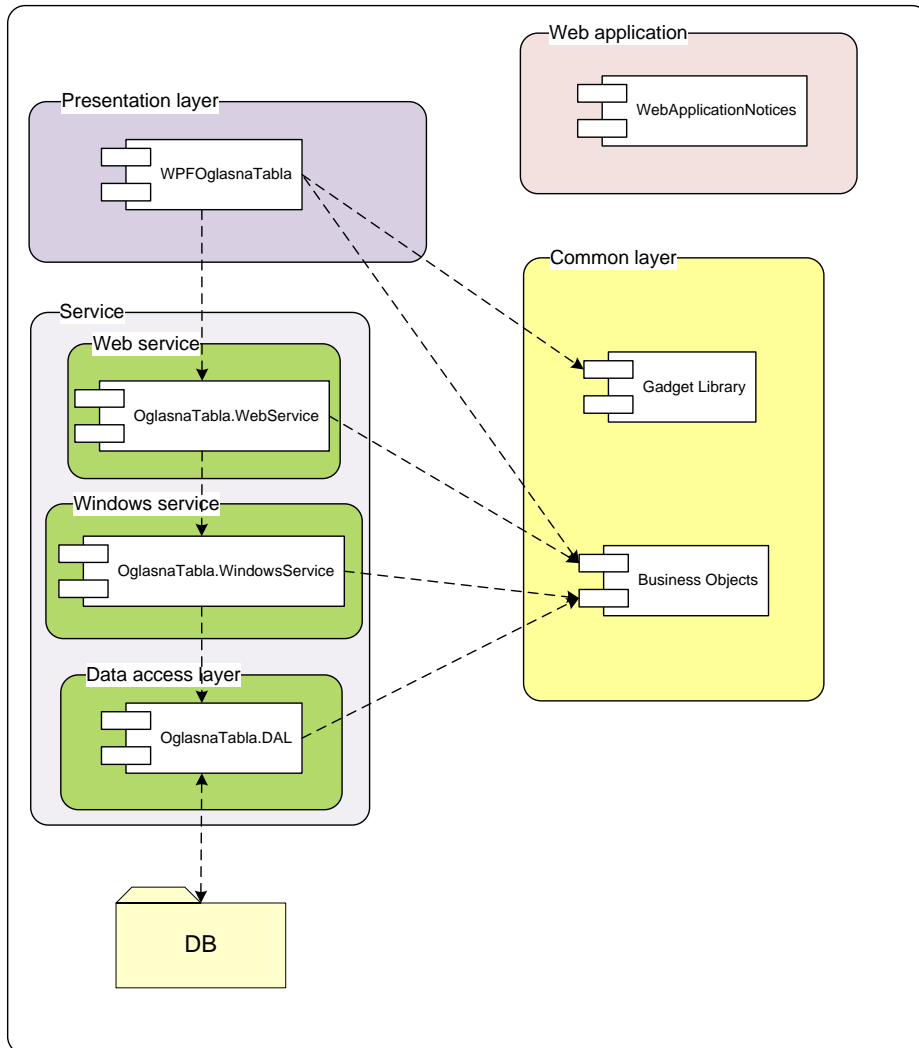 Web application
WebApplicationNotices
Presentation layer
WPFOglasnaTabla
Common layer
Gadget Library
Business Objects
Service
Web service
OglasnaTabla.WebService
Windows service
OglasnaTabla.WindowsService
Data access layer
OglasnaTabla.DAL
DB